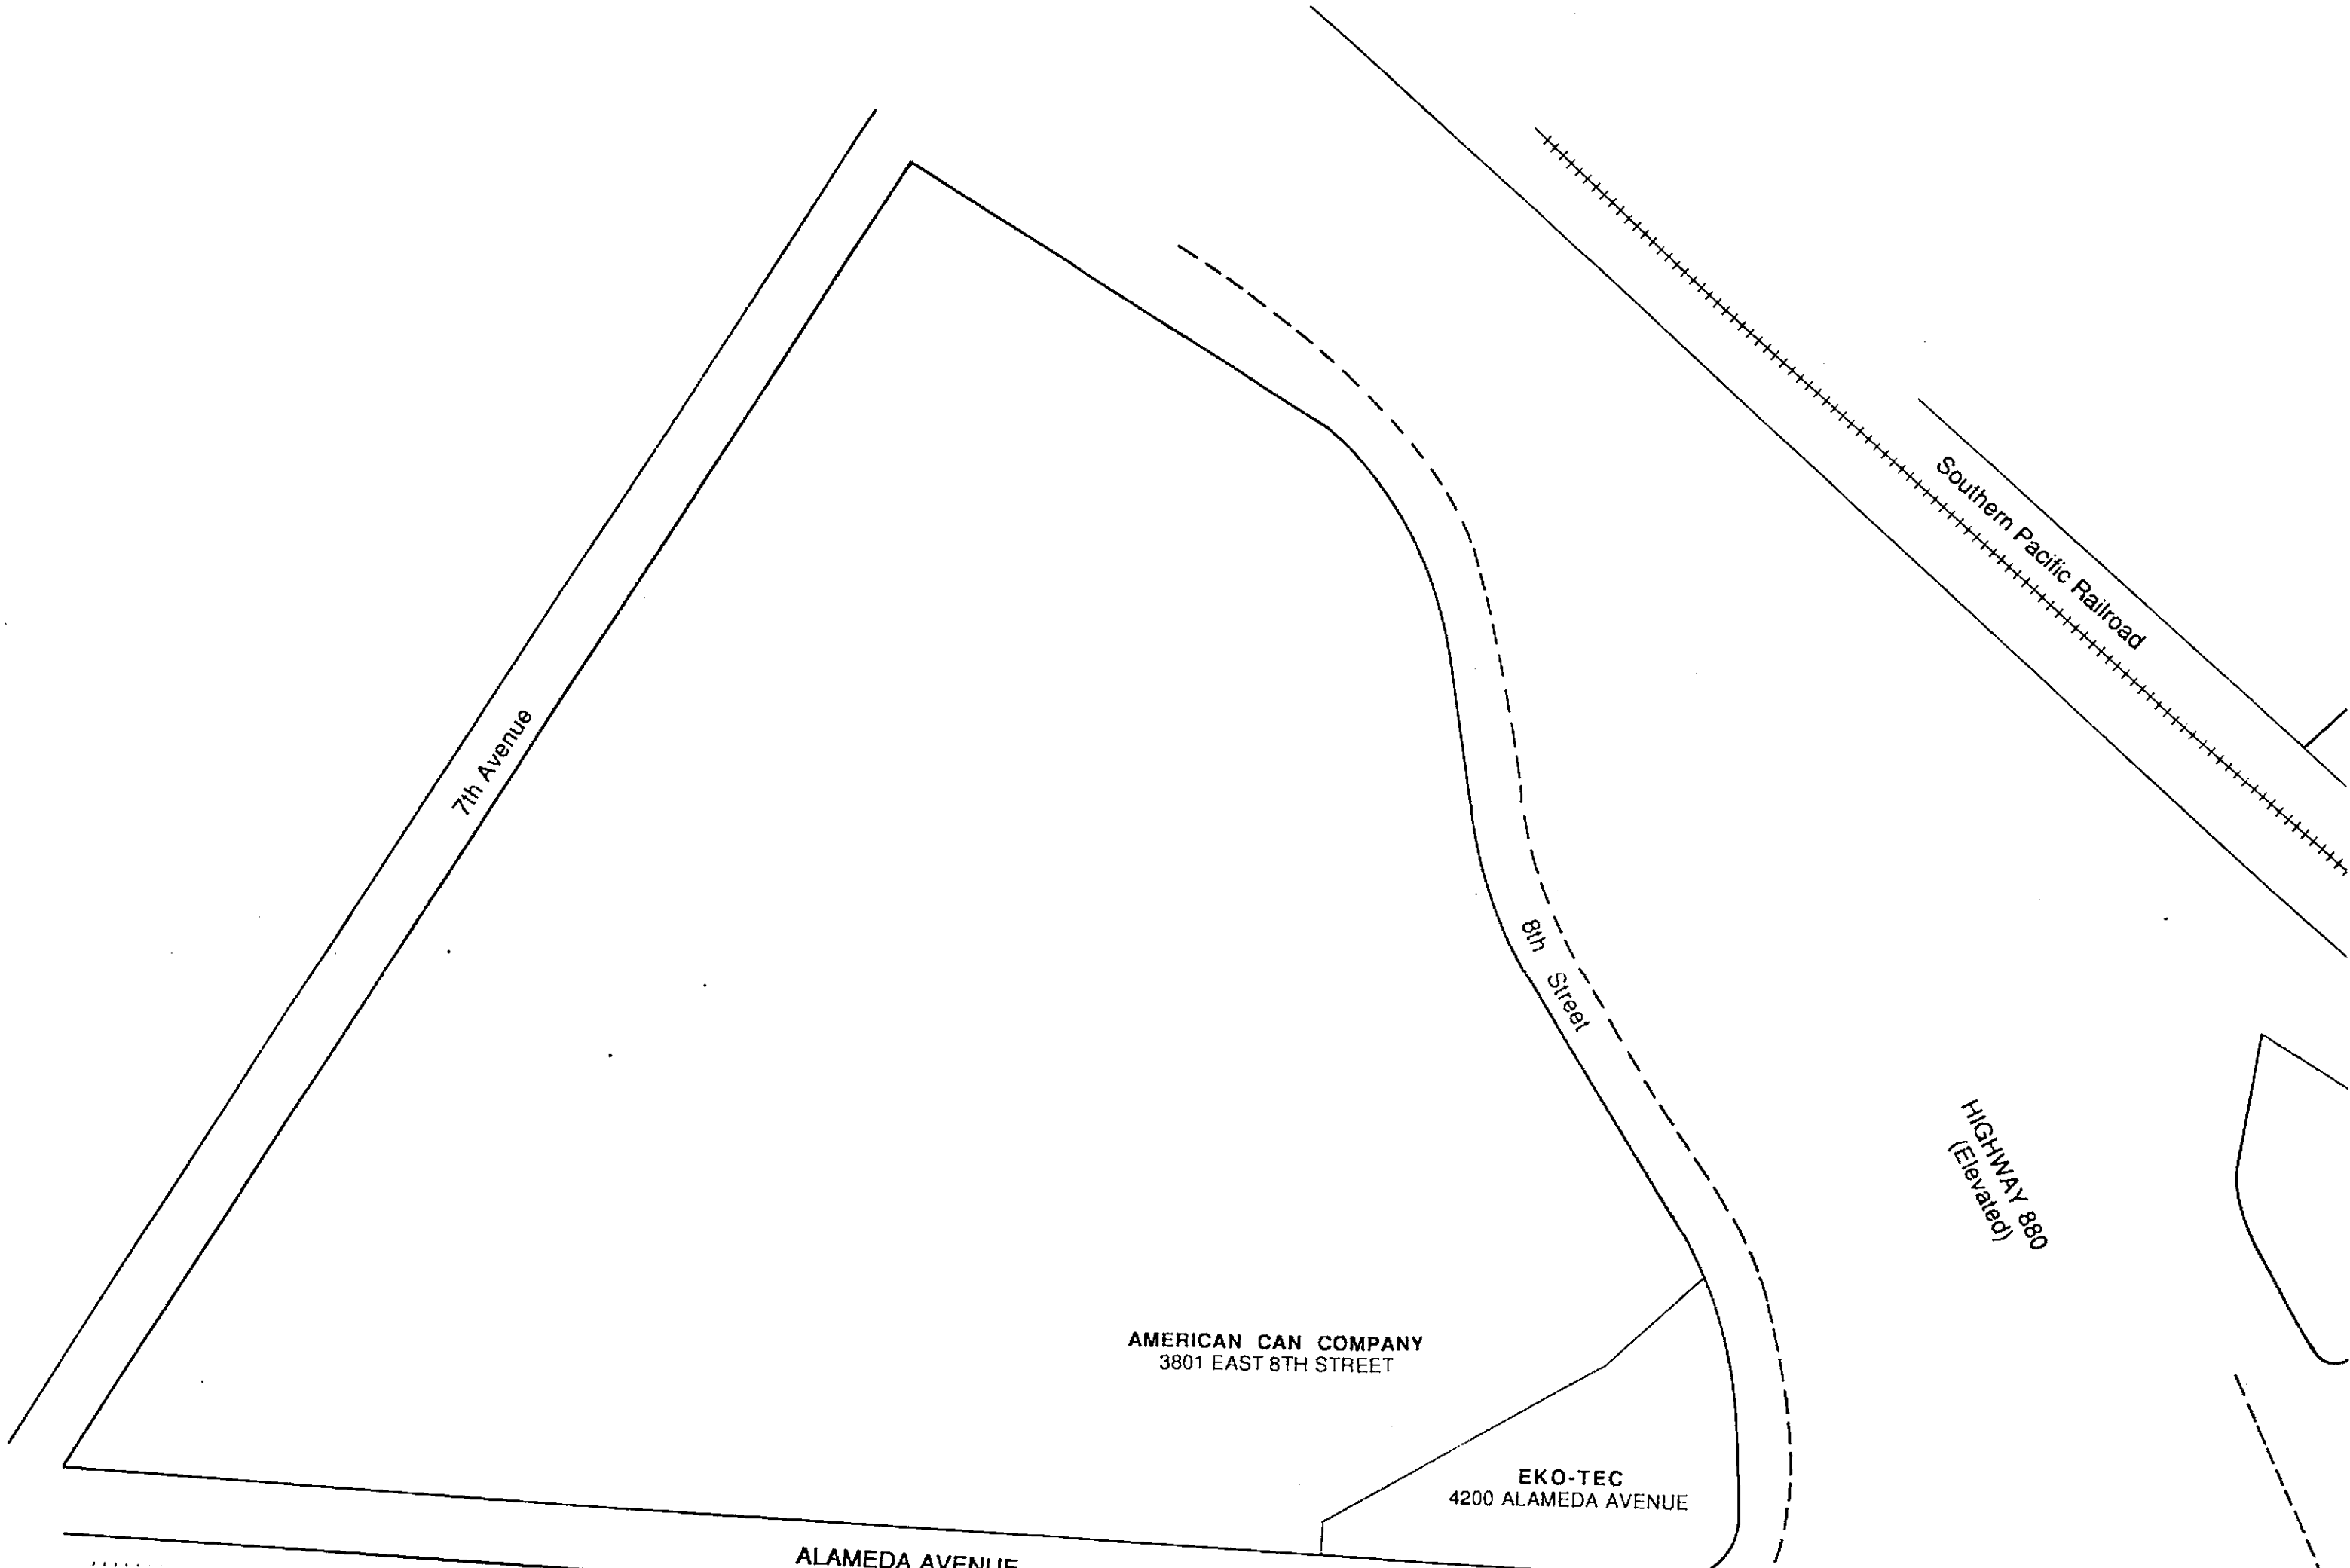 Southern Pacific Railroad
7th Avenue
8th Street
HIGHWAY 880
(Elevated)
AMERICAN CAN COMPANY
3801 EAST 8TH STREET
EKO-TEC
4200 ALAMEDA AVENUE
ALAMEDA AVENUE